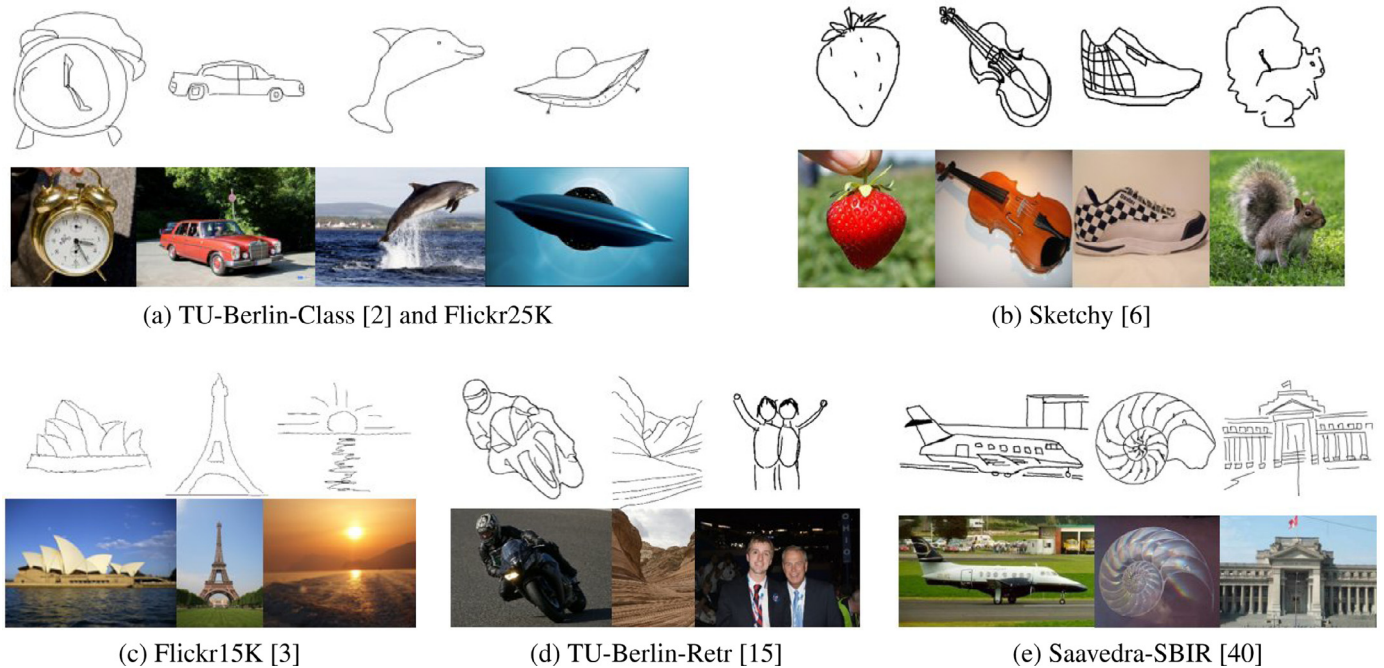 (a) TU-Berlin-Class [2] and Flickr25K
(b) Sketchy [6]
(c) Flickr15K [3]
(d) TU-Berlin-Retr [15]
(e) Saavedra-SBIR [40]